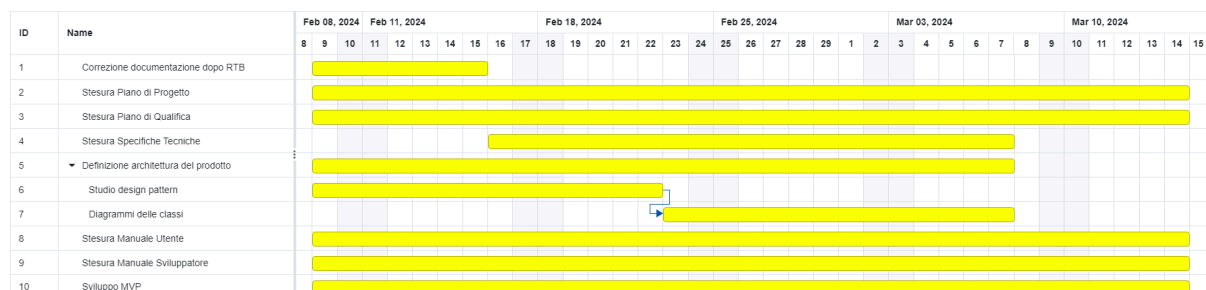 ID Name Feb 08, 2024 Feb 11, 2024 Feb 18, 2024 Feb 25, 2024 Mar 03, 2024 Mar 10, 2024
8 9 10 11 12 13 14 15 16 17 18 19 20 21 22 23 24 25 26 27 28 29 1 2 3 4 5 6 7 8 9 10 11 12 13 14 15
1 Correzione documentazione dopo RTB
2 Stesura Piano di Progetto
3 Stesura Piano di Qualifica
4 Stesura Specifiche Tecniche
5 Definizione architettura del prodotto
6 Studio design pattern
7 Diagrammi delle classi
8 Stesura Manuale Utente
9 Stesura Manuale Sviluppatore
10 Sviluppo MVP